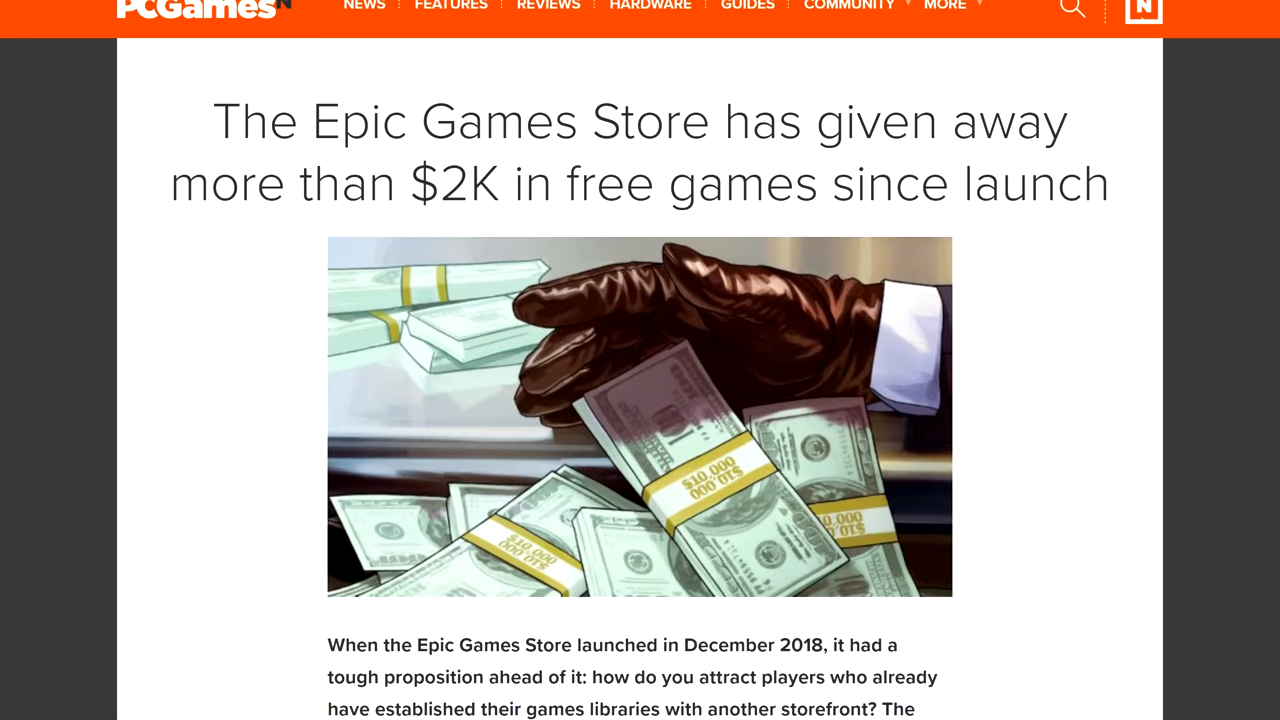 PCGamesN
NEWS FEATURES REVIEWS HARDWARE GUIDES COMMUNITY MORE N
The Epic Games Store has given away
more than $2K in free games since launch
$10,000
$10,000
$10,000
$10,000
When the Epic Games Store launched in December 2018, it had a
tough proposition ahead of it: how do you attract players who already
have established their games libraries with another storefront? The